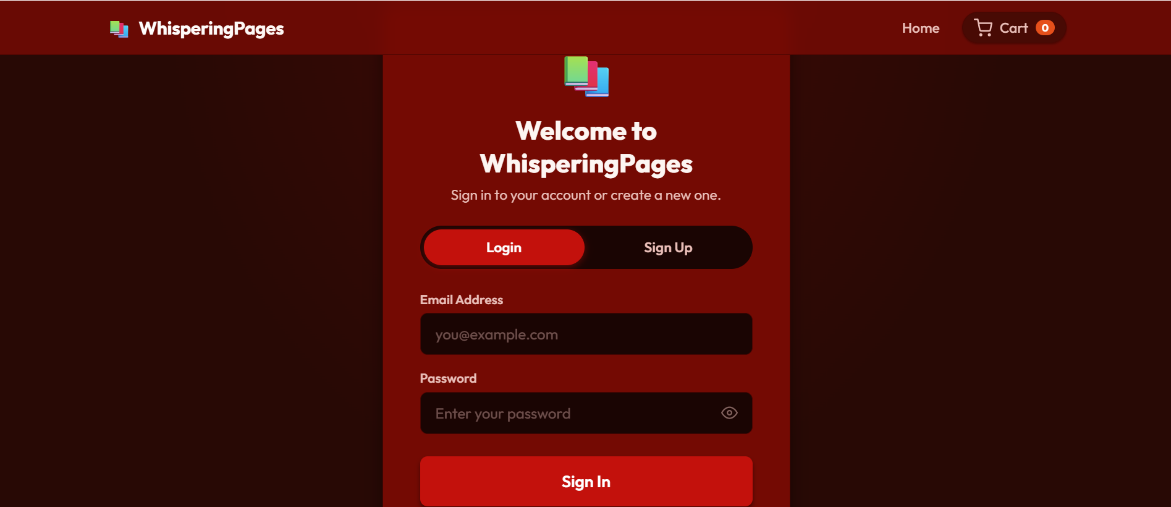 WhisperingPages
Home
Cart 0
Welcome to
WhisperingPages
Sign in to your account or create a new one.
Login
Sign Up
Email Address
you@example.com
Password
Enter your password
Sign In